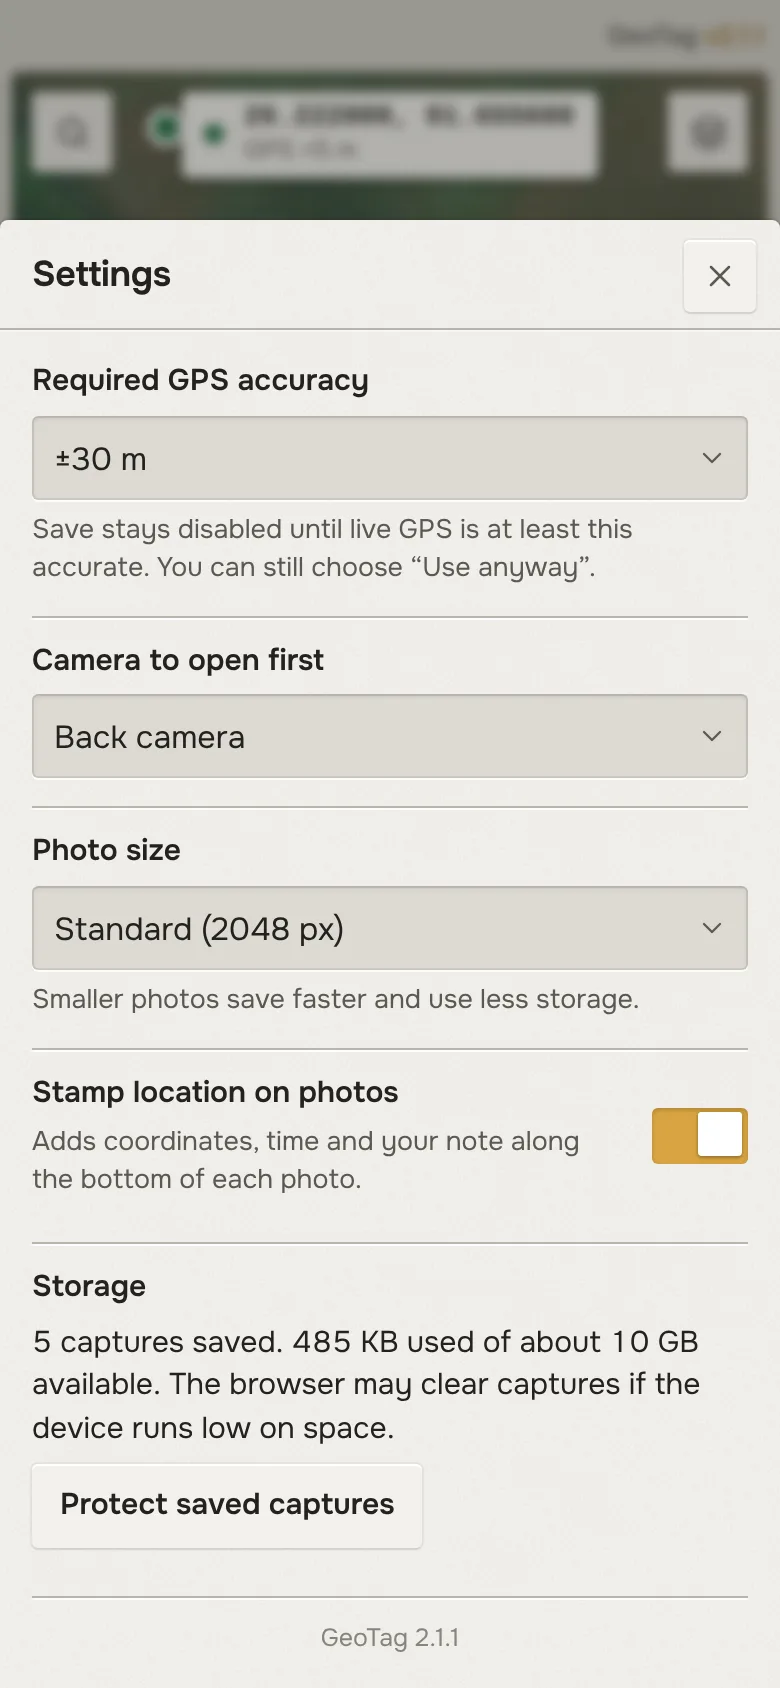 GeoTag
Settings
Required GPS accuracy
±30 m
Save stays disabled until live GPS is at least this
accurate. You can still choose “Use anyway”.
Camera to open first
Back camera
Photo size
Standard (2048 px)
Smaller photos save faster and use less storage.
Stamp location on photos
Adds coordinates, time and your note along
the bottom of each photo.
Storage
5 captures saved. 485 KB used of about 10 GB
available. The browser may clear captures if the
device runs low on space.
Protect saved captures
GeoTag 2.1.1